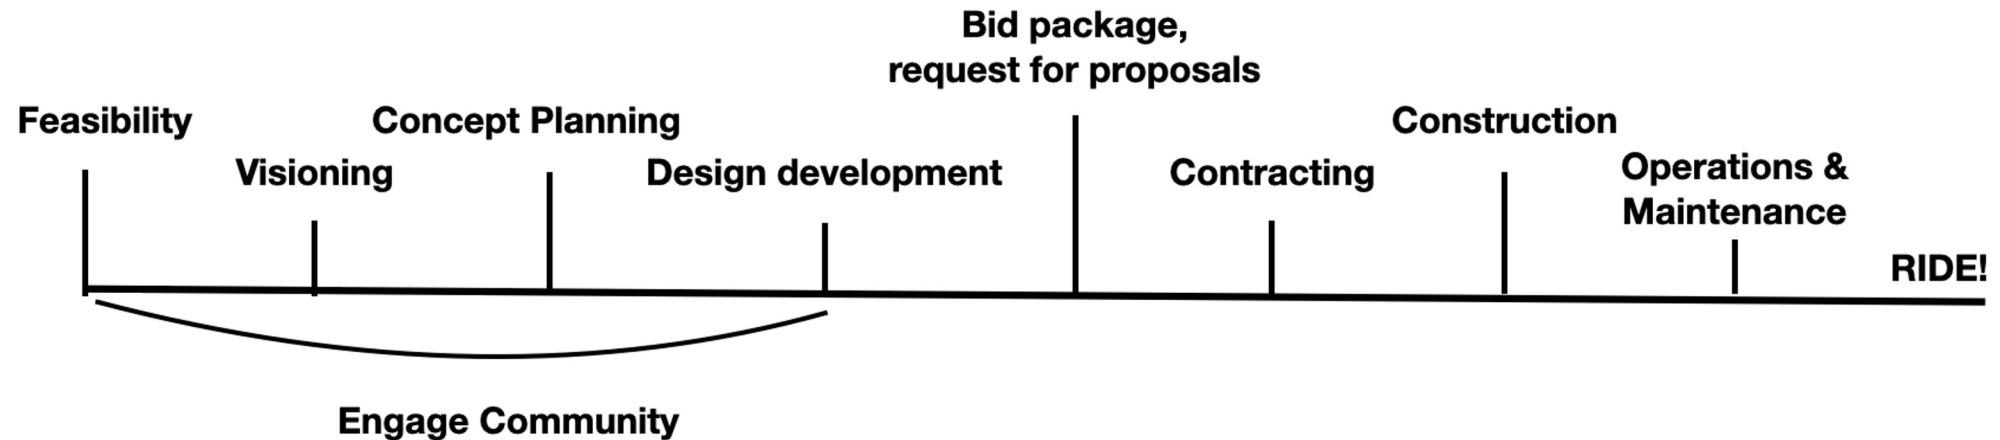 Feasibility
Visioning
Concept Planning
Design development
Bid package,
request for proposals
Contracting
Construction
Operations &
Maintenance
RIDE!
Engage Community